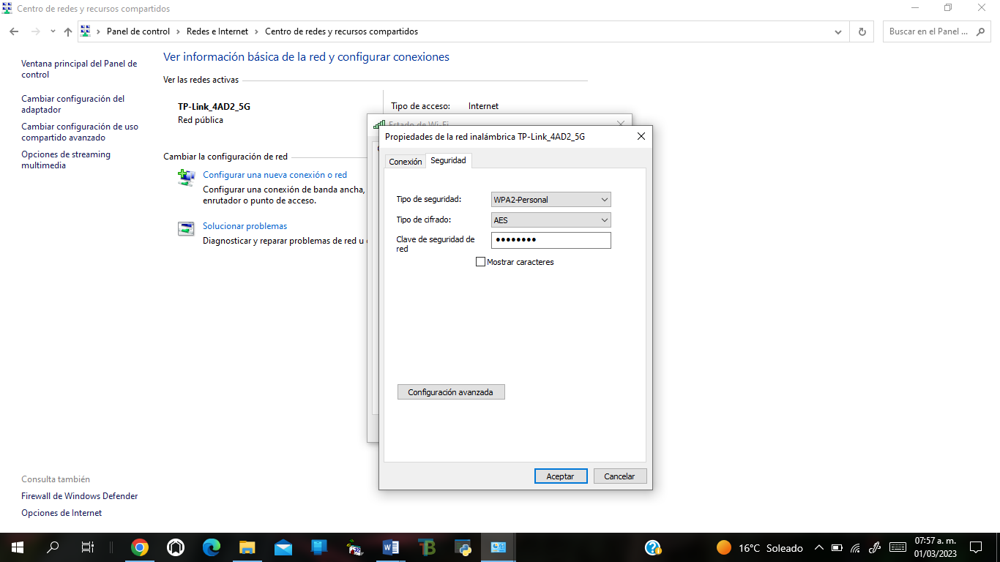 Centro de redes y recursos compartidos
Panel de control
Redes e Internet
Centro de redes y recursos compartidos
Buscar en el Panel ...
Ventana principal del Panel de
control
Cambiar configuración del
adaptador
Cambiar configuración de uso
compartido avanzado
Opciones de streaming
multimedia
Ver información básica de la red y configurar conexiones
Ver las redes activas
TP-Link_4AD2_5G
Red pública
Tipo de acceso:
Internet
Cambiar la configuración de red
Configurar una nueva conexión o red
Configurar una conexión de banda ancha,
enrutador o punto de acceso.
Solucionar problemas
Diagnosticar y reparar problemas de red u
Estado de Wi-Fi
Propiedades de la red inalámbrica TP-Link_4AD2_5G
Conexión
Seguridad
Tipo de seguridad:
WPA2-Personal
Tipo de cifrado:
AES
Clave de seguridad de
red
••••••••
Mostrar caracteres
Configuración avanzada
Aceptar
Cancelar
Consulta también
Firewall de Windows Defender
Opciones de Internet
16°C Soleado
07:57 a. m.
01/03/2023